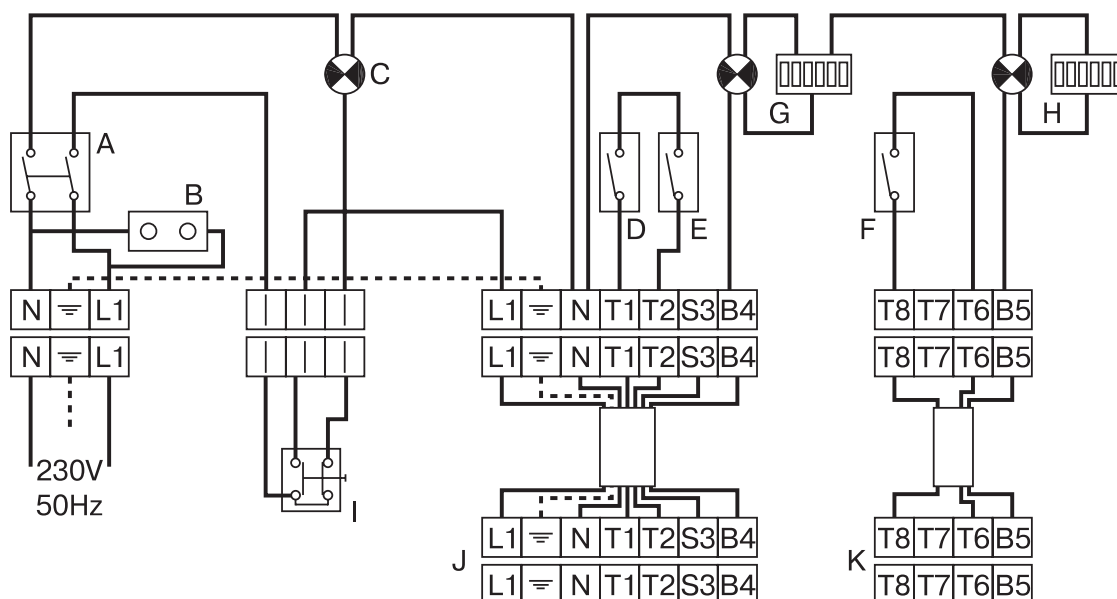 C
G
H
A
B
D
E
F
N ⏚ L1
L1 ⏚ N T1 T2 S3 B4
T8 T7 T6 B5
N ⏚ L1
L1 ⏚ N T1 T2 S3 B4
T8 T7 T6 B5
230V
50Hz
I
J
L1 ⏚ N T1 T2 S3 B4
K
T8 T7 T6 B5
L1 ⏚ N T1 T2 S3 B4
T8 T7 T6 B5